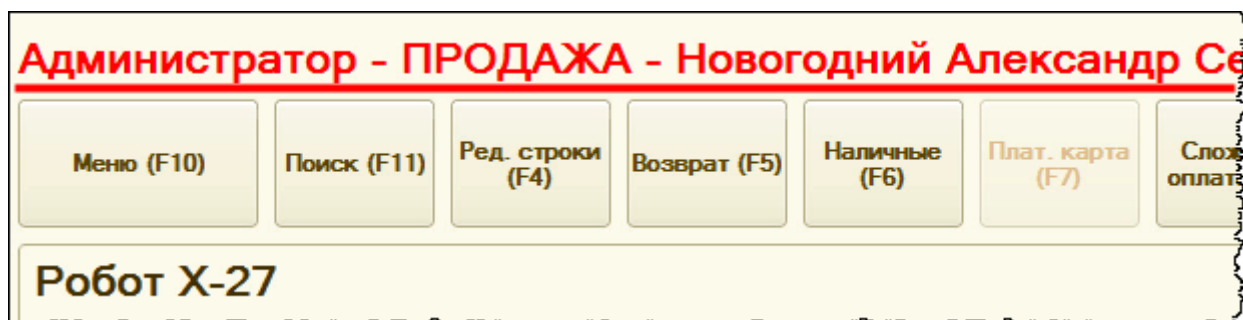 Администратор - ПРОДАЖА - Новогодний Александр
Меню (F10)
Поиск (F11)
Ред. строки
(F4)
Возврат (F5)
Наличные
(F6)
Плат. карта
(F7)
Робот X-27